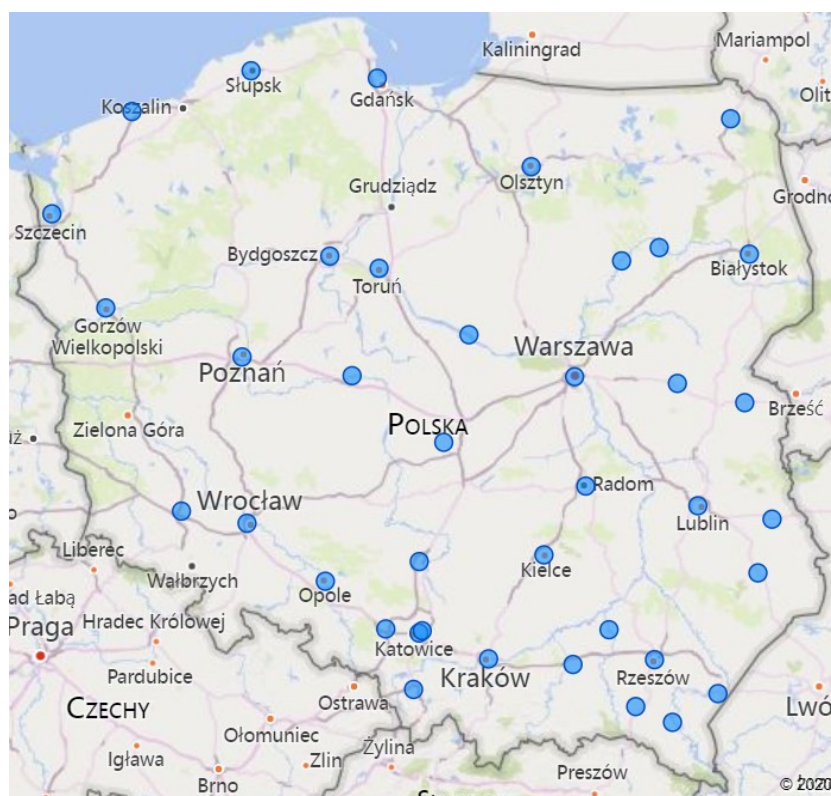 Kaliningrad
Mariampol
Słupsk
Koszalin
Gdańsk
Olit
Olsztyn
Grudziądz
Grodno
Szczecin
Bydgoszcz
Białystok
Toruń
Gorzów
Wielkopolski
Warszawa
Poznań
Brześć
Zielona Góra
POLSKA
uż
Radom
Wrocław
Lublin
Liberec
Wałbrzych
Kielce
ad Łabą
Opole
Praga
Hradec Králowej
Katowice
Pardubice
Kraków
Rzeszów
CZECHY
Ostrawa
Lwó
Ołomuniec
Igława
Zlin
Żylina
Brno
Preszów
© 2020